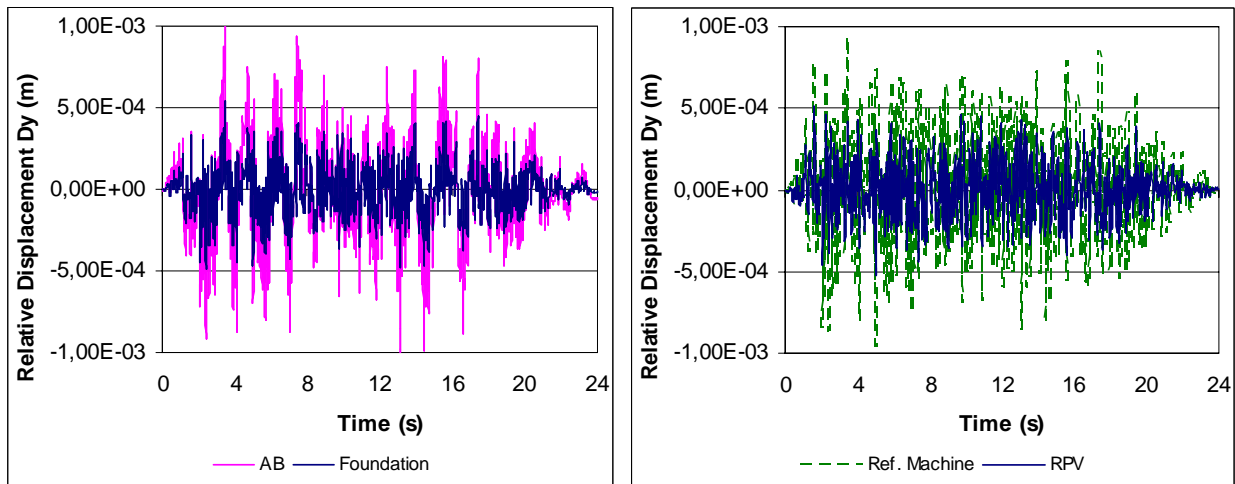 Relative Displacement Dy (m)
1,00E-03
5,00E-04
0,00E+00
-5,00E-04
-1,00E-03
0 4 8 12 16 20 24
Time (s)
AB Foundation
Relative Displacement Dy (m)
1,00E-03
5,00E-04
0,00E+00
-5,00E-04
-1,00E-03
0 4 8 12 16 20 24
Time (s)
Ref. Machine RPV